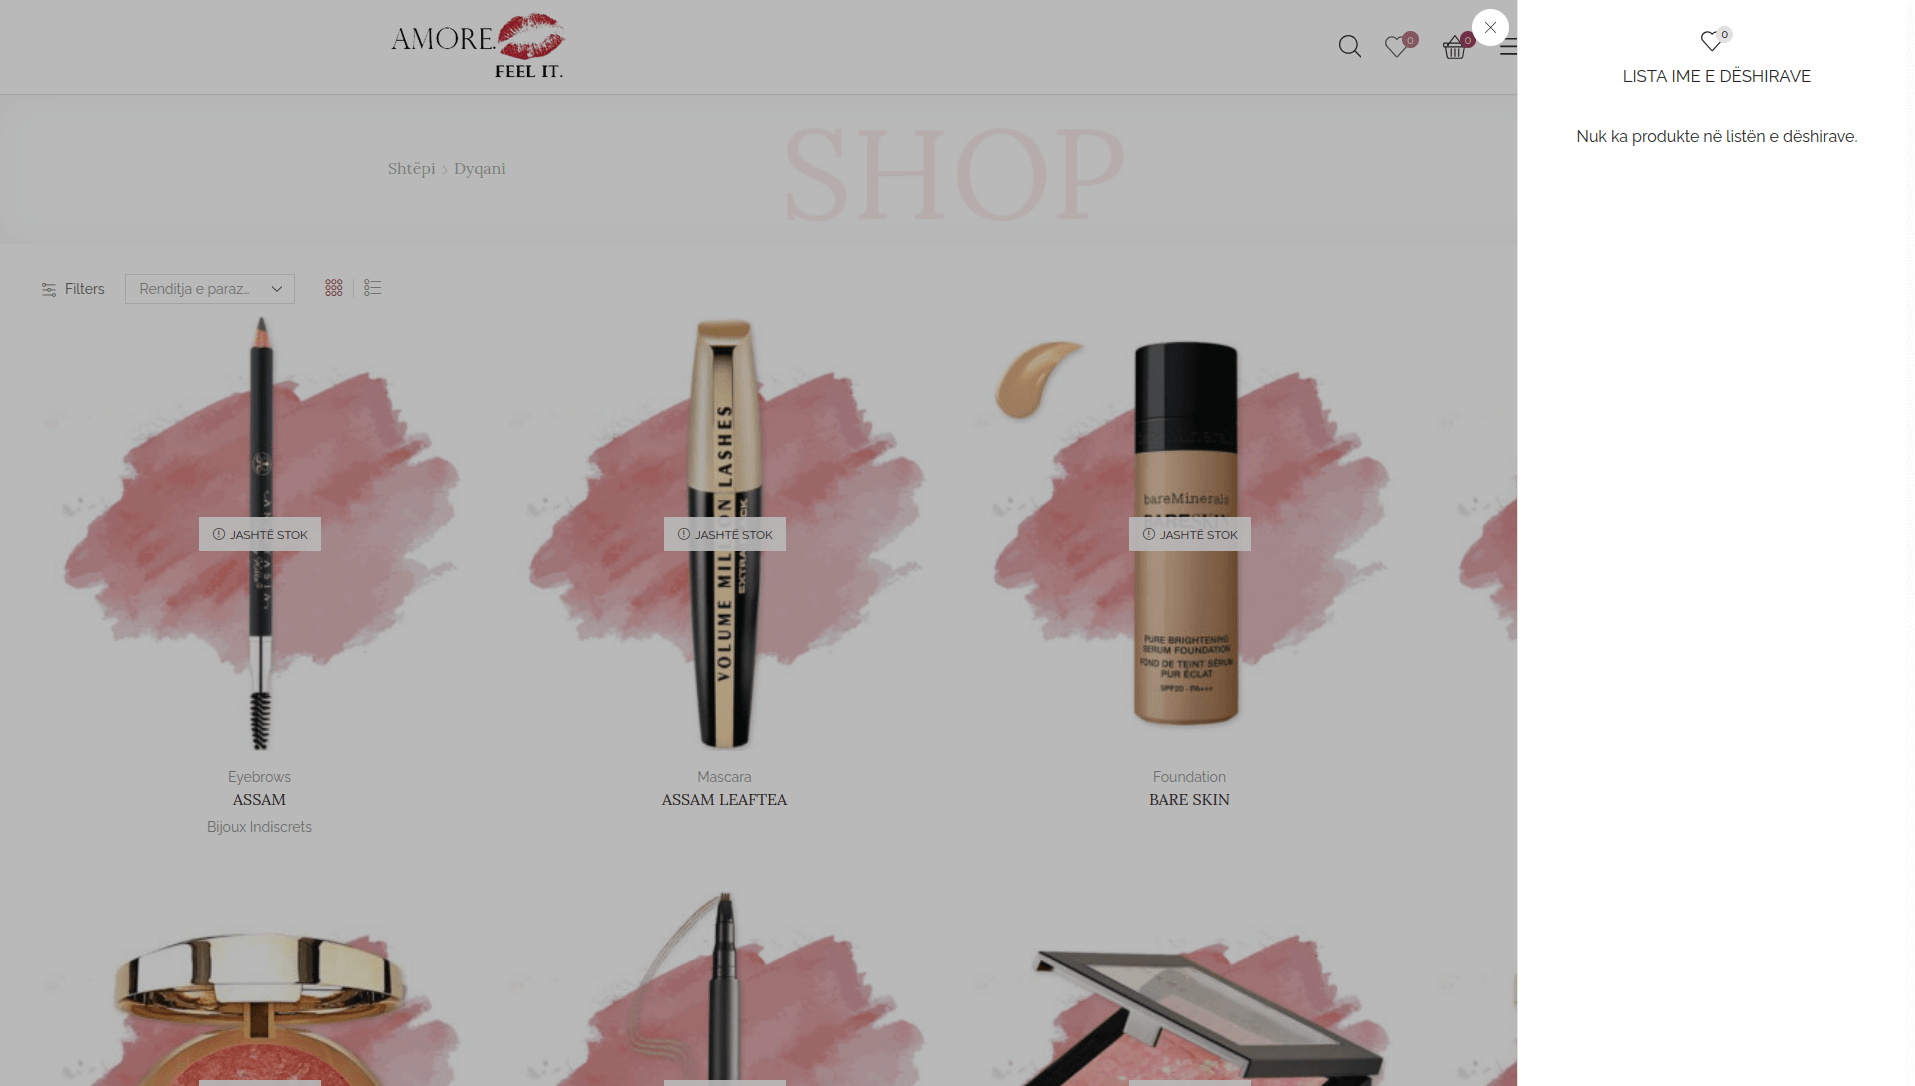 AMORE.
FEEL IT.
0
0
0
LISTA IME E DËSHIRAVE
Nuk ka produkte në listën e dëshirave.
Shtëpi > Dyqani
SHOP
Filters
Renditja e paraz...
JASHTË STOK
JASHTË STOK
JASHTË STOK
VOLUME MILLION LASHES
bareMinerals
BARESKIN
PURE BRIGHTENING
SERUM FOUNDATION
FOND DE TEINT SÉRUM
PUR ÉCLAT
SPF20 · PA+++
Eyebrows
ASSAM
Bijoux Indiscrets
Mascara
ASSAM LEAFTEA
Foundation
BARE SKIN